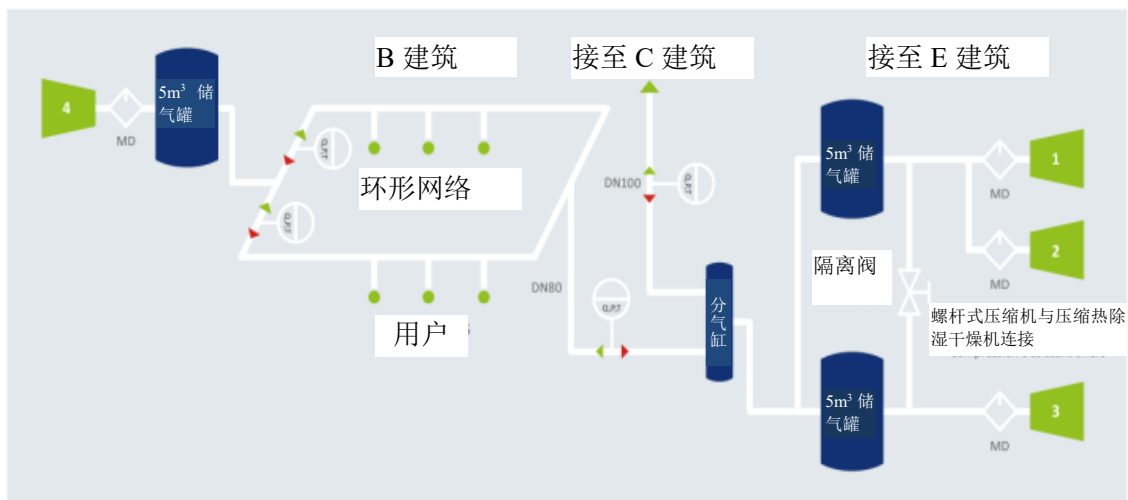 B 建筑
接至 C 建筑
接至 E 建筑
4
MD
5m³ 储
气罐
Q,P,T
环形网络
Q,P,T
DN100
Q,P,T
5m³ 储
气罐
MD
1
MD
2
隔离阀
DN80
Q,P,T
分气缸
螺杆式压缩机与压缩热除
湿干燥机连接
用户
5m³ 储
气罐
MD
3